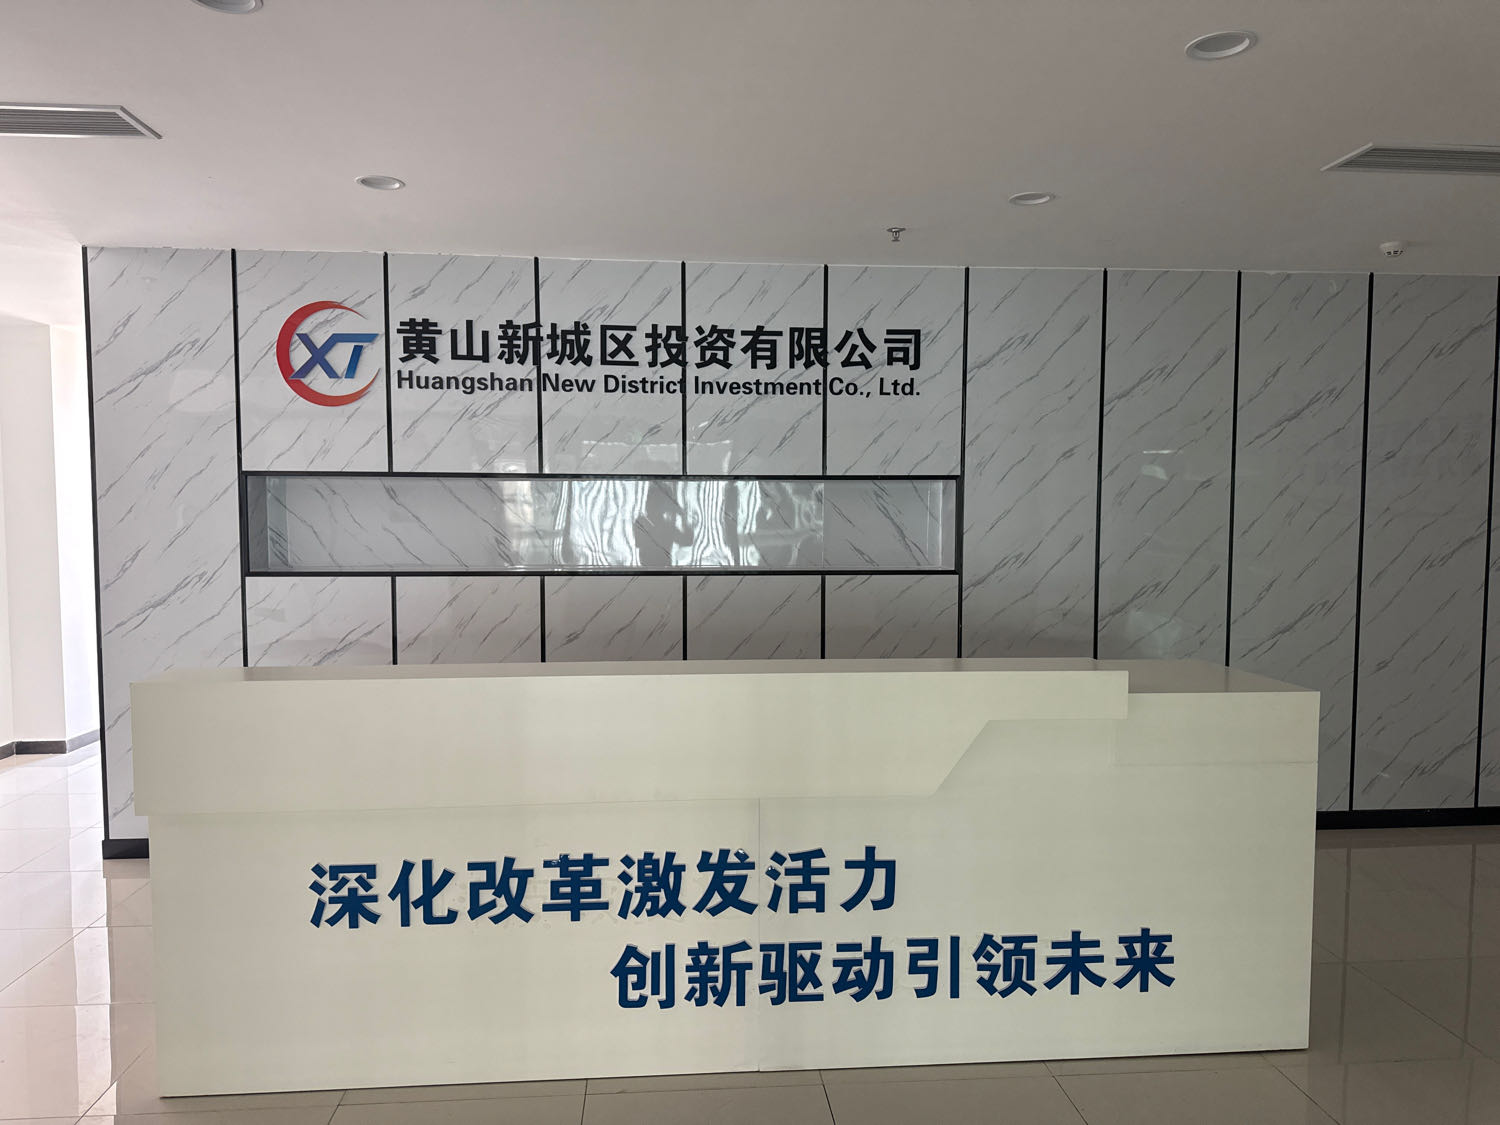 XT
黄山新城区投资有限公司
Huangshan New District Investment Co., Ltd.
深化改革激发活力
创新驱动引领未来